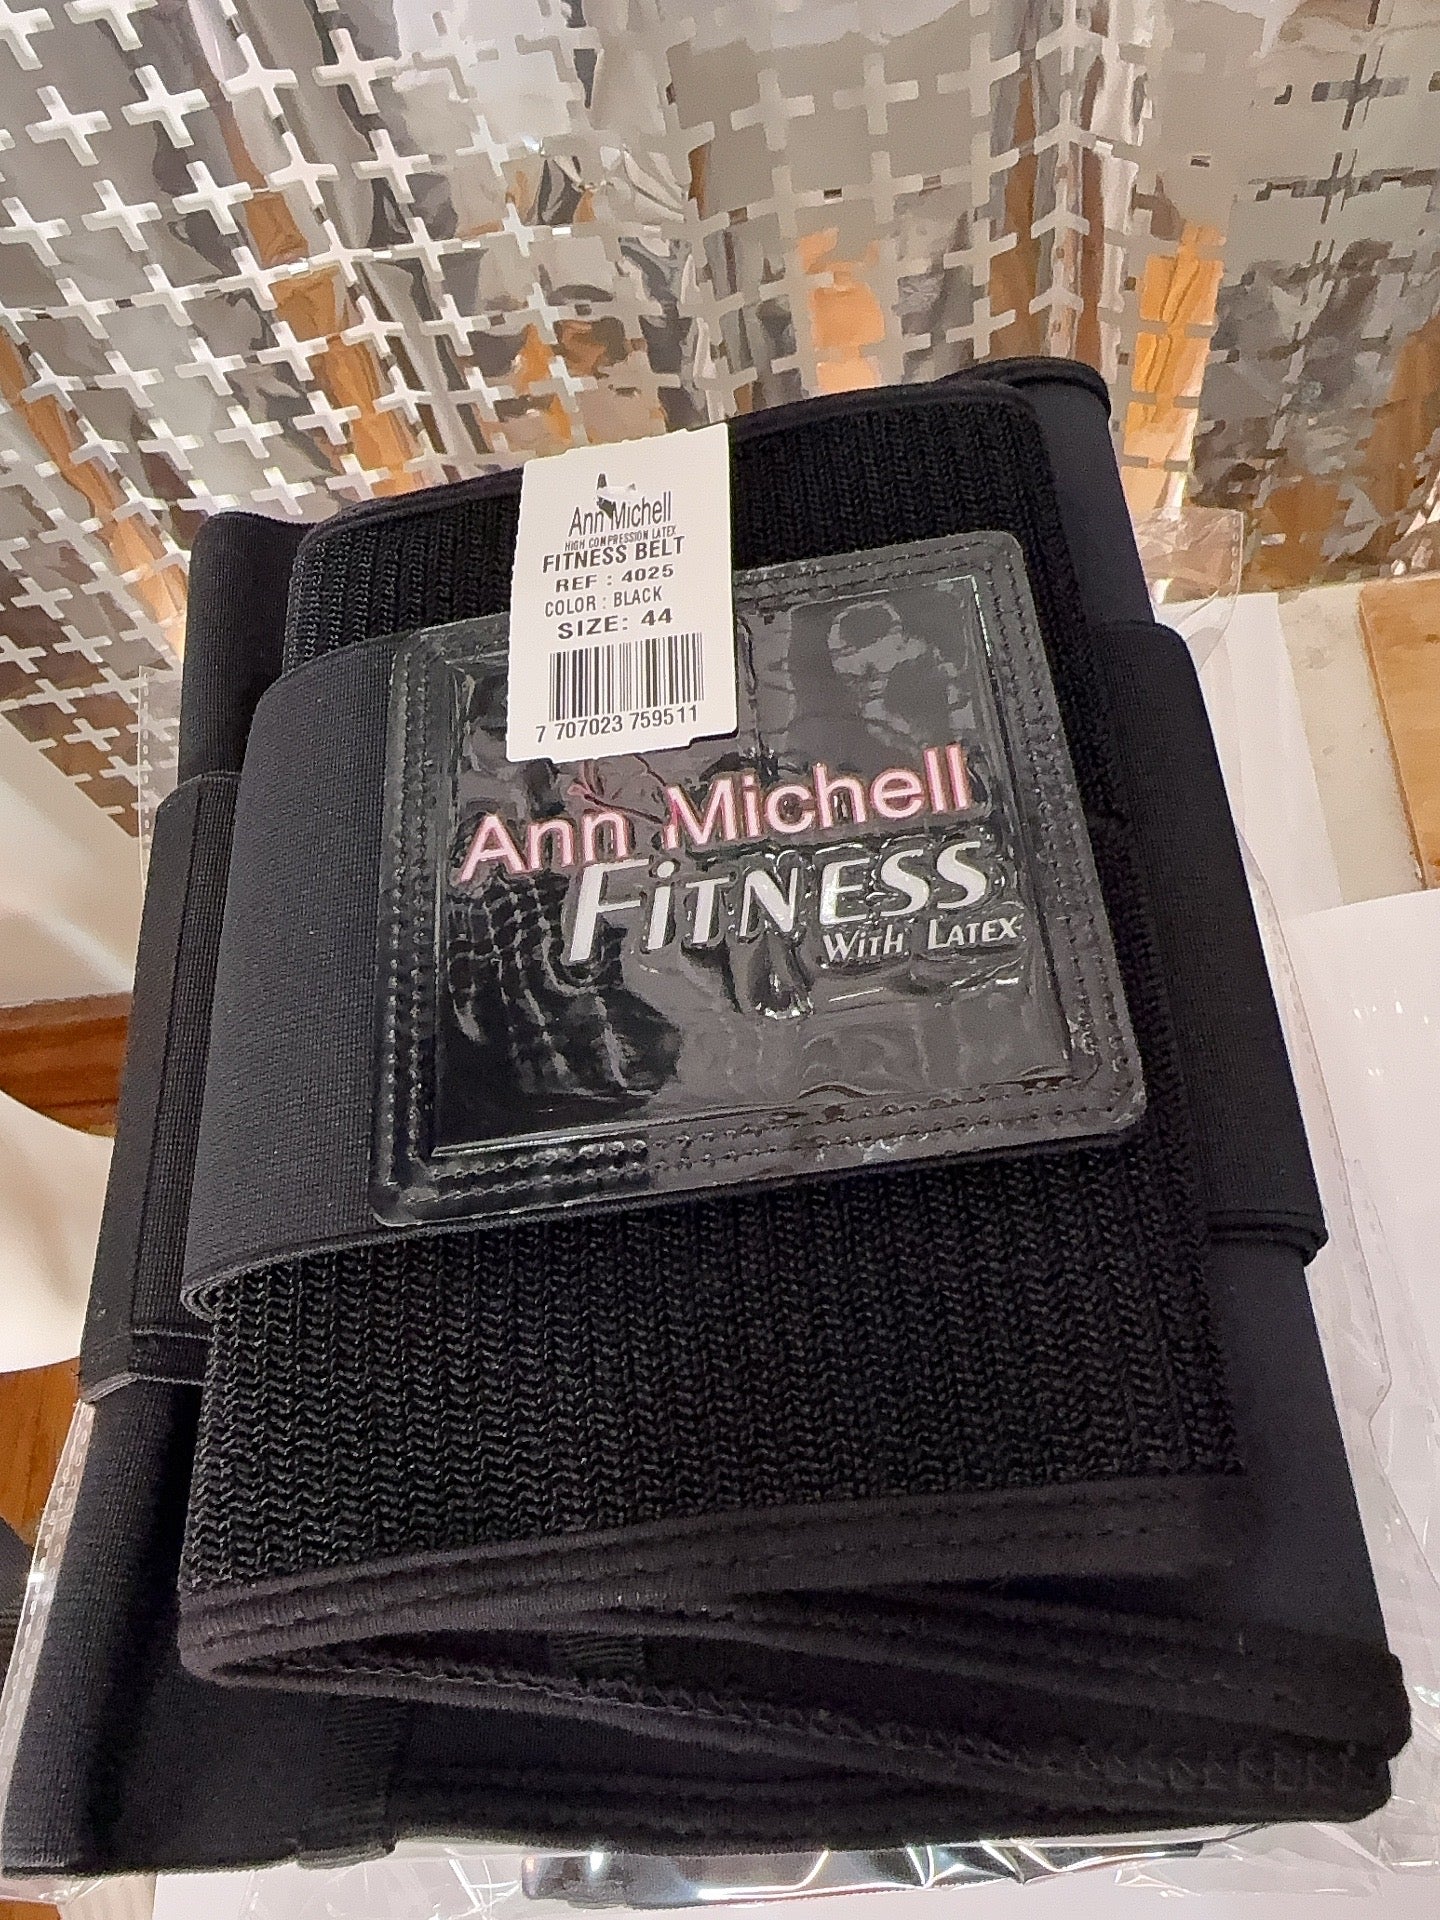 Ann Michell
HIGH COMPRESSION LATEX
FITNESS BELT
REF : 4025
COLOR : BLACK
SIZE: 44
7 707023 759511
Ann Michell
FiTNESS
WiTH LATEX